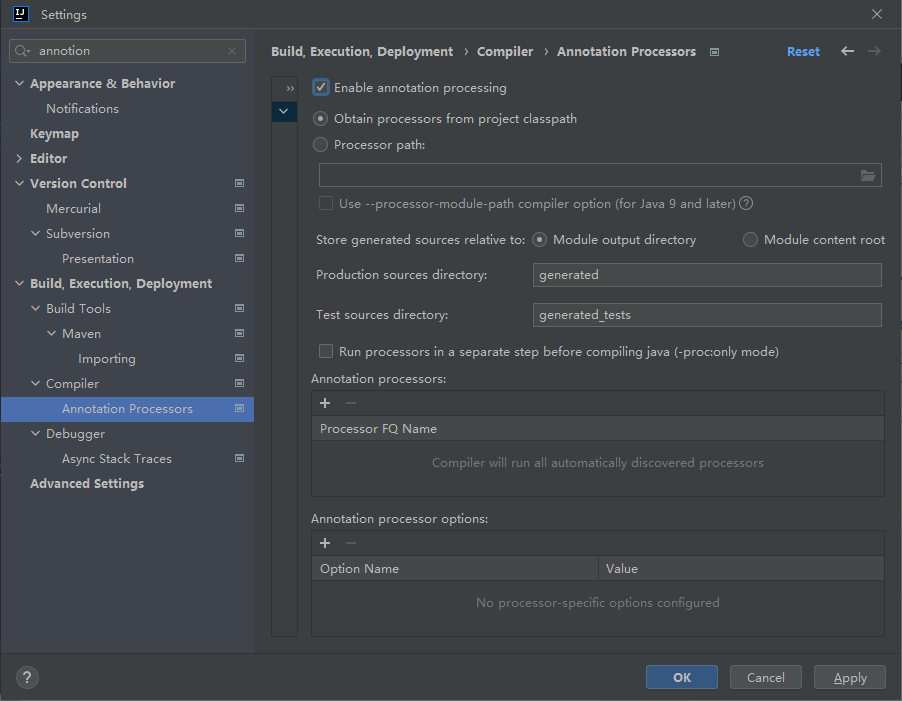 IJ Settings
annotion
Build, Execution, Deployment › Compiler › Annotation Processors
Reset
Appearance & Behavior
Notifications
Keymap
Editor
Version Control
Mercurial
Subversion
Presentation
Build, Execution, Deployment
Build Tools
Maven
Importing
Compiler
Annotation Processors
Debugger
Async Stack Traces
Advanced Settings
Enable annotation processing
Obtain processors from project classpath
Processor path:
Use --processor-module-path compiler option (for Java 9 and later) ?
Store generated sources relative to: Module output directory Module content root
Production sources directory: generated
Test sources directory: generated_tests
Run processors in a separate step before compiling java (-proc:only mode)
Annotation processors:
+ −
Processor FQ Name
Compiler will run all automatically discovered processors
Annotation processor options:
+ −
Option Name Value
No processor-specific options configured
? OK Cancel Apply